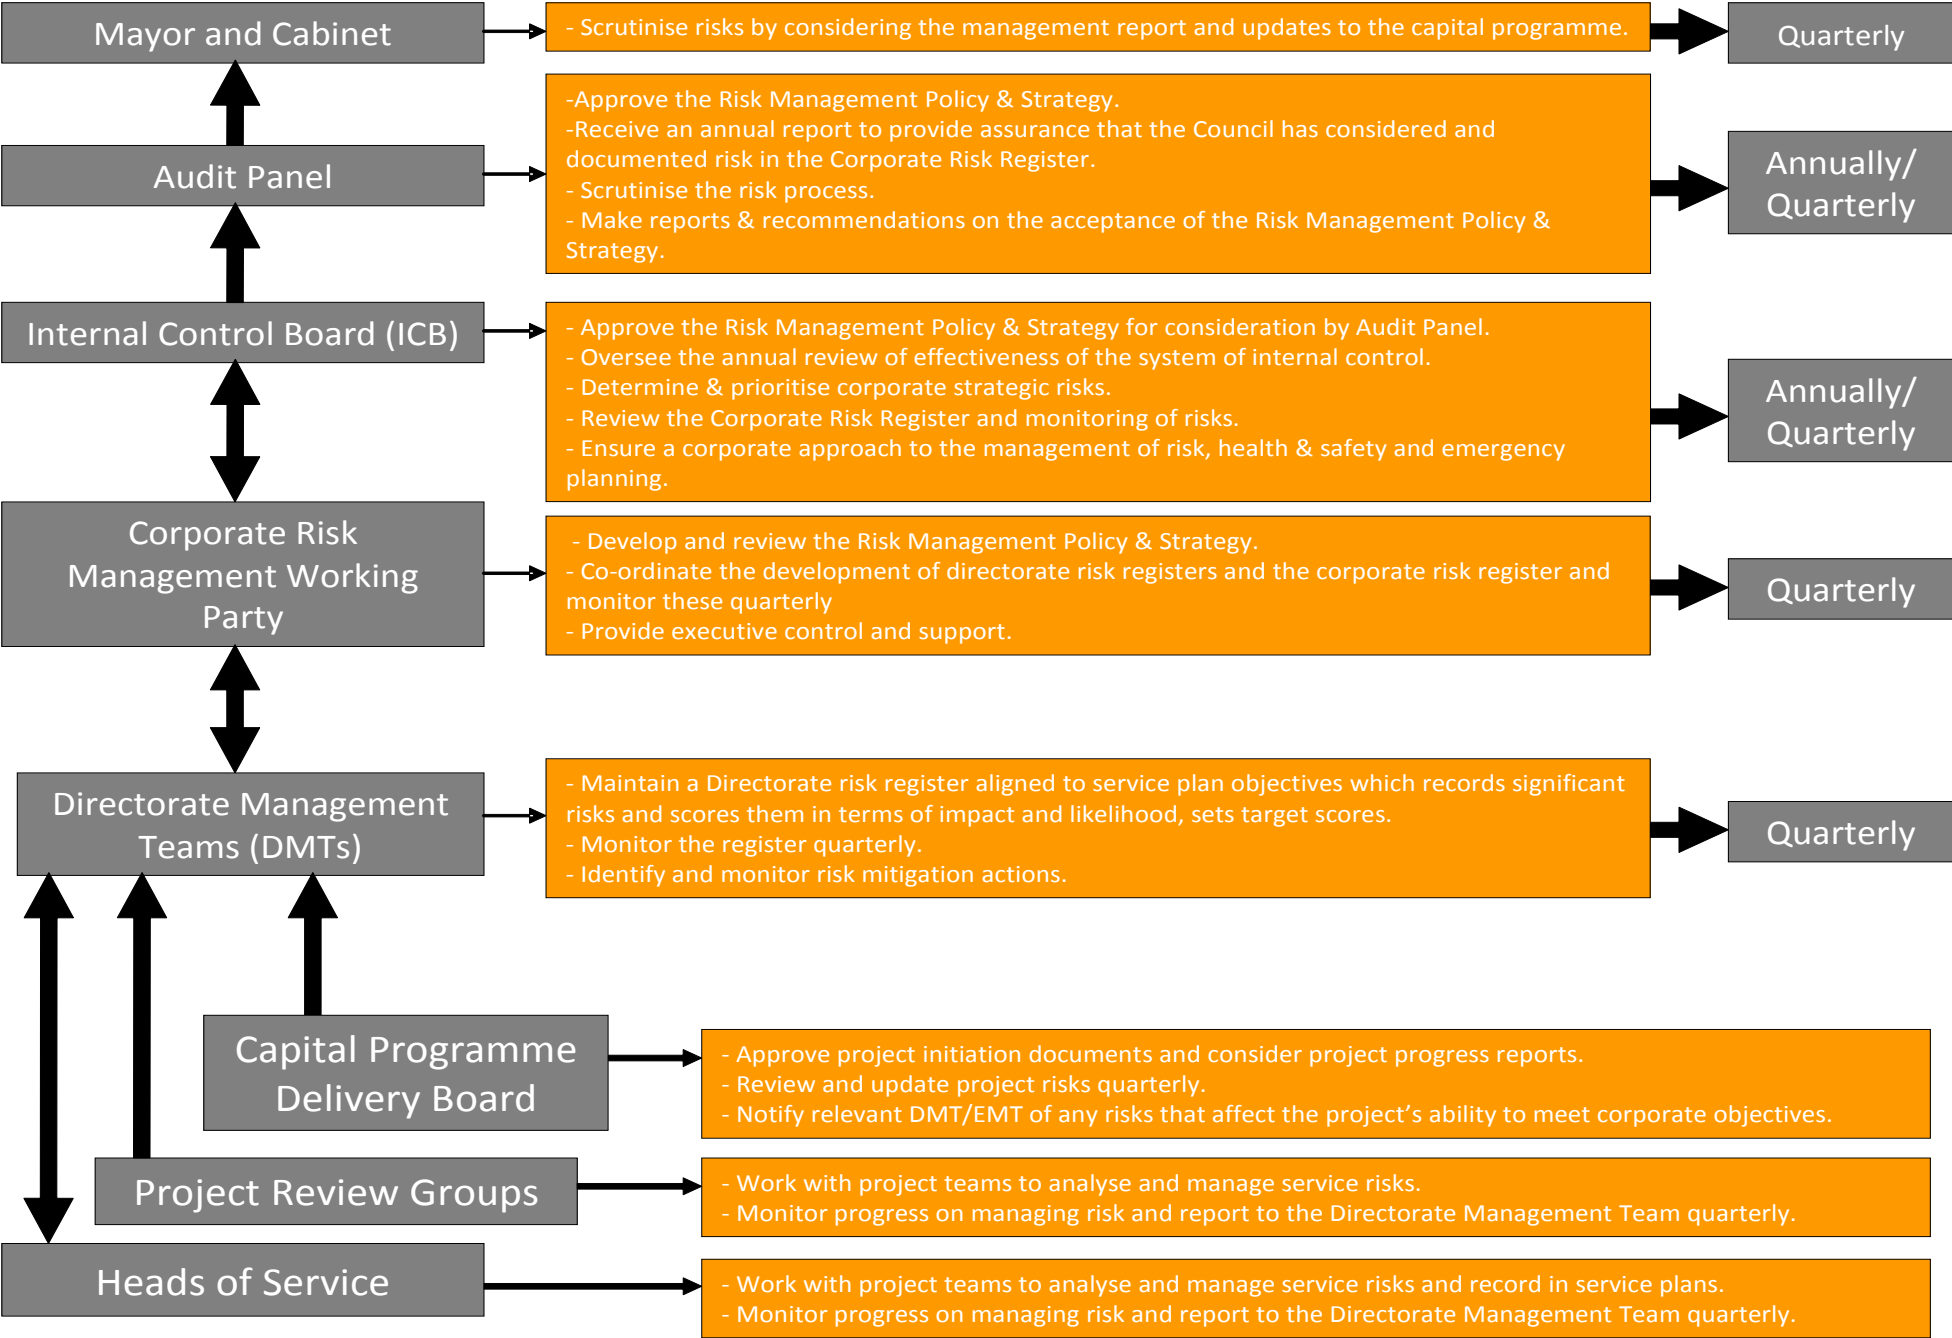 Mayor and Cabinet
- Scrutinise risks by considering the management report and updates to the capital programme.
Quarterly
Audit Panel
-Approve the Risk Management Policy & Strategy.
-Receive an annual report to provide assurance that the Council has considered and
documented risk in the Corporate Risk Register.
- Scrutinise the risk process.
- Make reports & recommendations on the acceptance of the Risk Management Policy &
Strategy.
Annually/
Quarterly
Internal Control Board (ICB)
- Approve the Risk Management Policy & Strategy for consideration by Audit Panel.
- Oversee the annual review of effectiveness of the system of internal control.
- Determine & prioritise corporate strategic risks.
- Review the Corporate Risk Register and monitoring of risks.
- Ensure a corporate approach to the management of risk, health & safety and emergency
planning.
Annually/
Quarterly
Corporate Risk
Management Working
Party
- Develop and review the Risk Management Policy & Strategy.
- Co-ordinate the development of directorate risk registers and the corporate risk register and
monitor these quarterly
- Provide executive control and support.
Quarterly
Directorate Management
Teams (DMTs)
- Maintain a Directorate risk register aligned to service plan objectives which records significant
risks and scores them in terms of impact and likelihood, sets target scores.
- Monitor the register quarterly.
- Identify and monitor risk mitigation actions.
Quarterly
Capital Programme
Delivery Board
- Approve project initiation documents and consider project progress reports.
- Review and update project risks quarterly.
- Notify relevant DMT/EMT of any risks that affect the project’s ability to meet corporate objectives.
Project Review Groups
- Work with project teams to analyse and manage service risks.
- Monitor progress on managing risk and report to the Directorate Management Team quarterly.
Heads of Service
- Work with project teams to analyse and manage service risks and record in service plans.
- Monitor progress on managing risk and report to the Directorate Management Team quarterly.